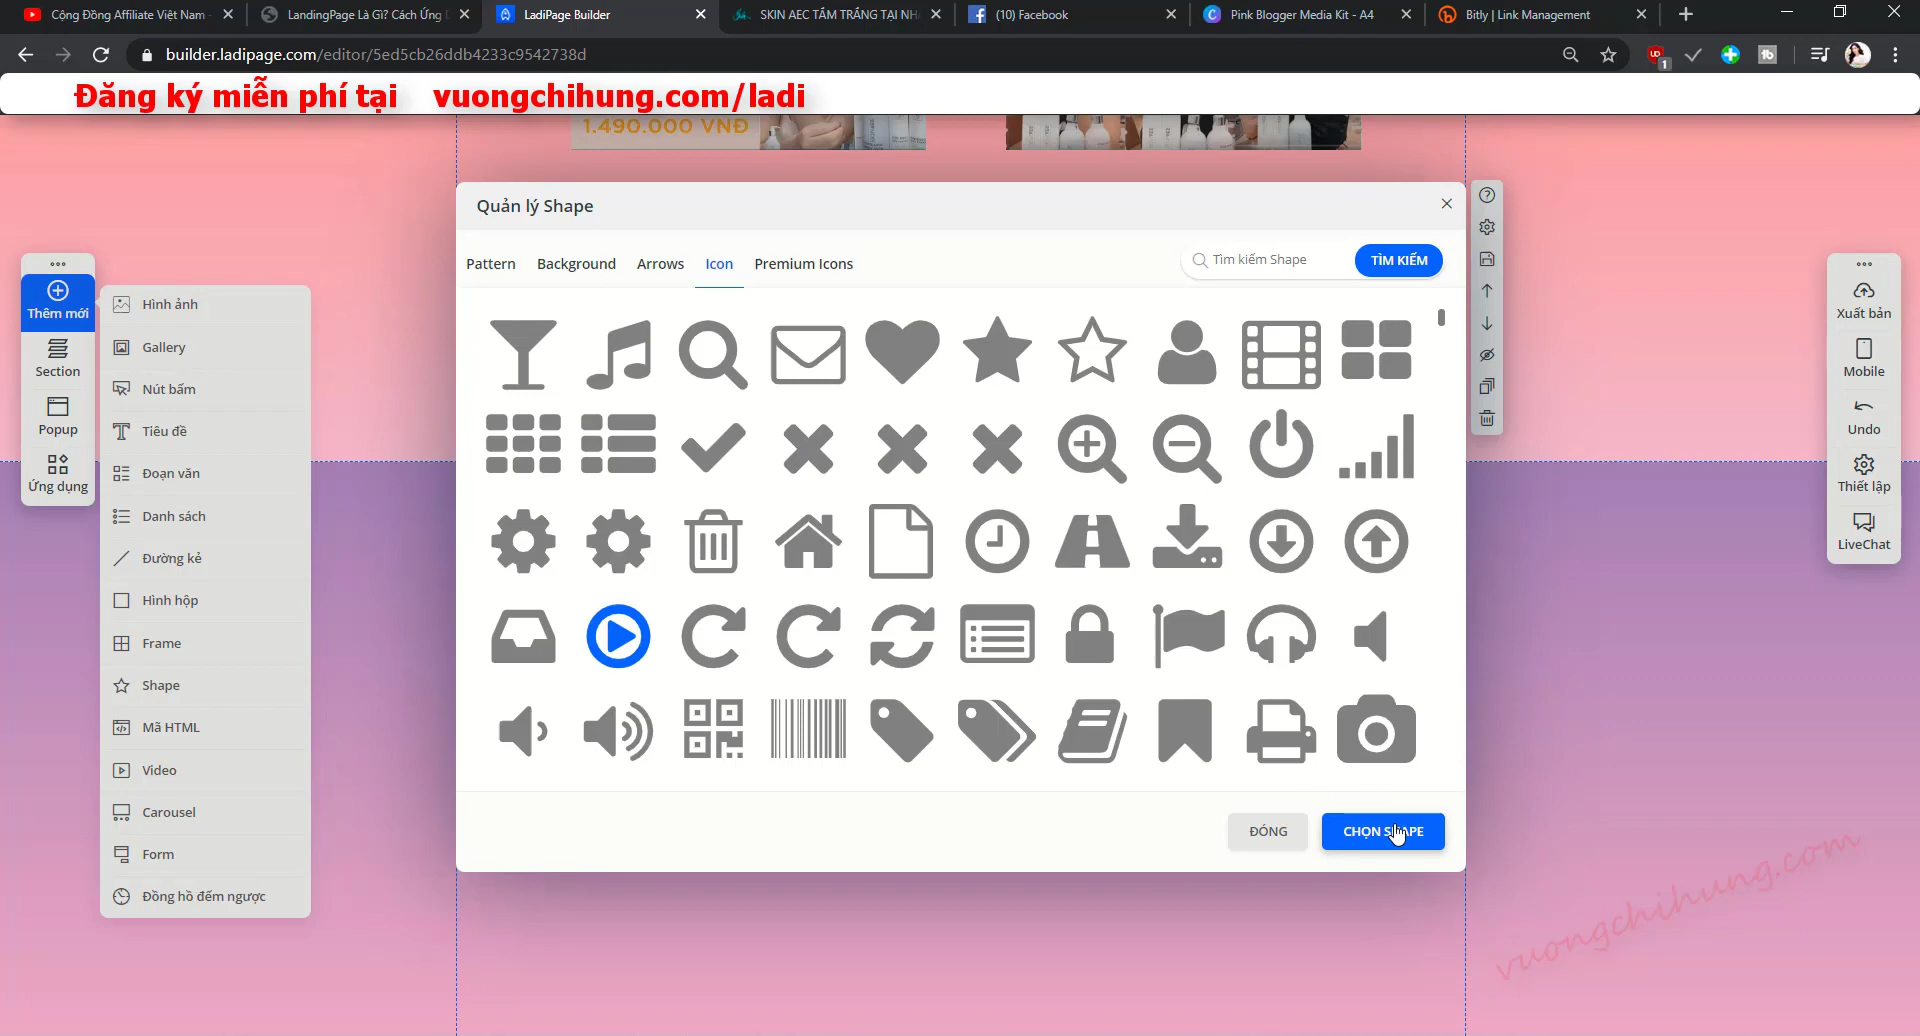 Cộng Đồng Affiliate Việt Nam
LandingPage Là Gì? Cách Ứng
LadiPage Builder
SKIN AEC TẮM TRẮNG TẠI NH
(10) Facebook
Pink Blogger Media Kit - A4
Bitly | Link Management
builder.ladipage.com/editor/5ed5cb26ddb4233c9542738d
1
Đăng ký miễn phí tại vuongchihung.com/ladi
1.490.000 VNĐ
Quản lý Shape
Pattern
Background
Arrows
Icon
Premium Icons
Tìm kiếm Shape
TÌM KIẾM
Thêm mới
Section
Popup
Ứng dụng
Hình ảnh
Gallery
Nút bấm
Tiêu đề
Đoạn văn
Danh sách
Đường kẻ
Hình hộp
Frame
Shape
Mã HTML
Video
Carousel
Form
Đồng hồ đếm ngược
Xuất bản
Mobile
Undo
Thiết lập
LiveChat
ĐÓNG
CHỌN SHAPE
vuongchihung.com